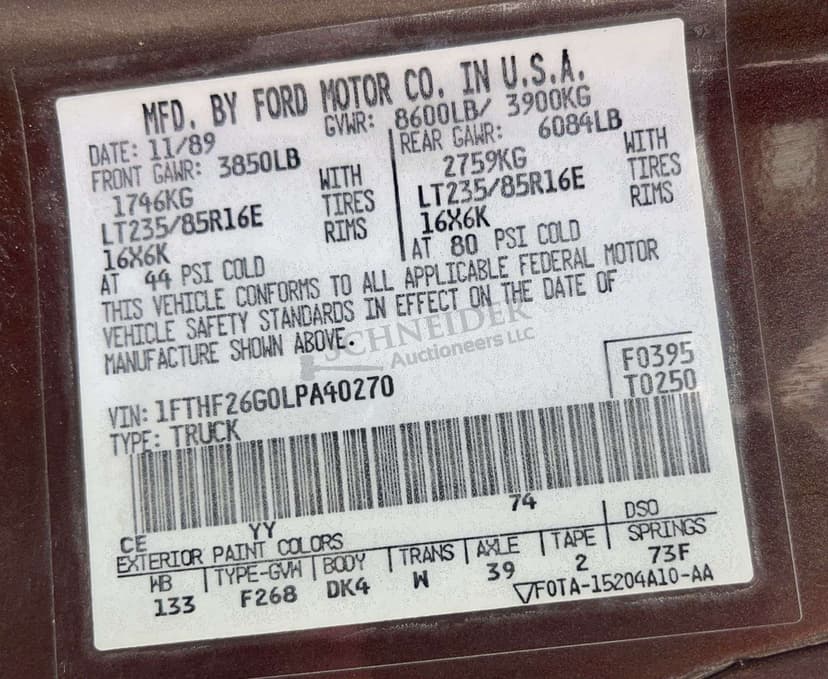 MFD. BY FORD MOTOR CO. IN U.S.A.
DATE: 11/89 GVWR: 8600LB/ 3900KG
FRONT GAWR: 3850LB
1746KG WITH
LT235/85R16E TIRES
16X6K RIMS
AT 44 PSI COLD
REAR GAWR: 6084LB
2759KG WITH
LT235/85R16E TIRES
16X6K RIMS
AT 80 PSI COLD
THIS VEHICLE CONFORMS TO ALL APPLICABLE FEDERAL MOTOR
VEHICLE SAFETY STANDARDS IN EFFECT ON THE DATE OF
MANUFACTURE SHOWN ABOVE.
SCHNEIDER
Auctioneers LLC
VIN: 1FTHF26G0LPA40270
TYPE: TRUCK
F0395
T0250
CE YY 74
EXTERIOR PAINT COLORS DSO
WB TYPE-GVW BODY TRANS AXLE TAPE SPRINGS
133 F268 DK4 W 39 2 73F
▽F0TA-15204A10-AA